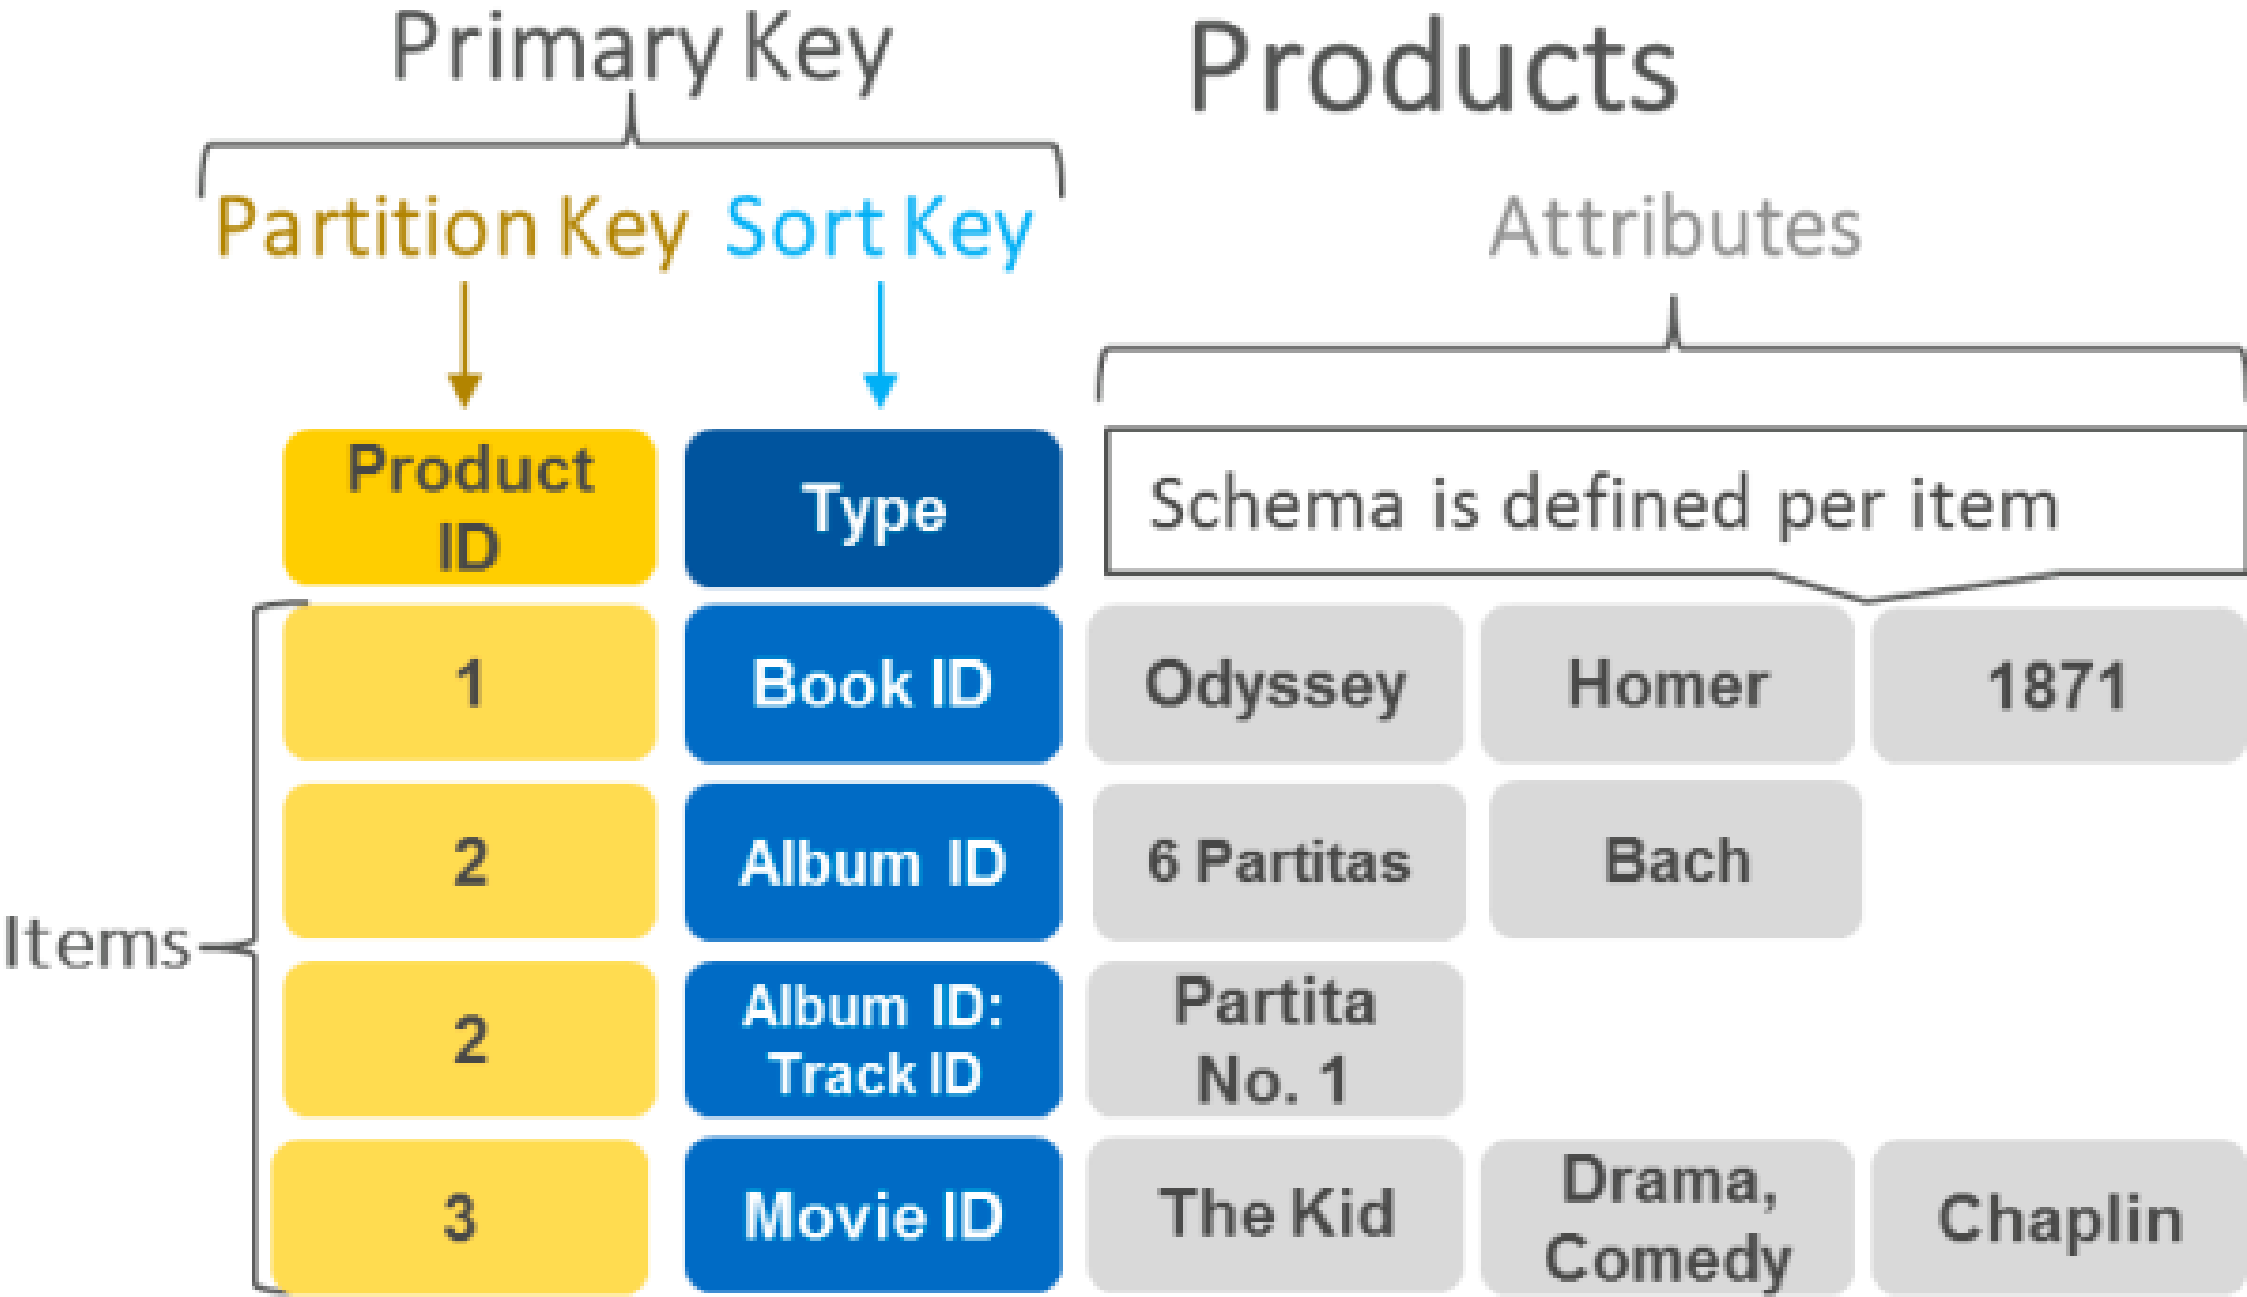 Primary Key
Products
Partition Key
Sort Key
Attributes
Product
ID
Type
Schema is defined per item
Items
1
Book ID
Odyssey
Homer
1871
2
Album ID
6 Partitas
Bach
2
Album ID:
Track ID
Partita
No. 1
3
Movie ID
The Kid
Drama,
Comedy
Chaplin